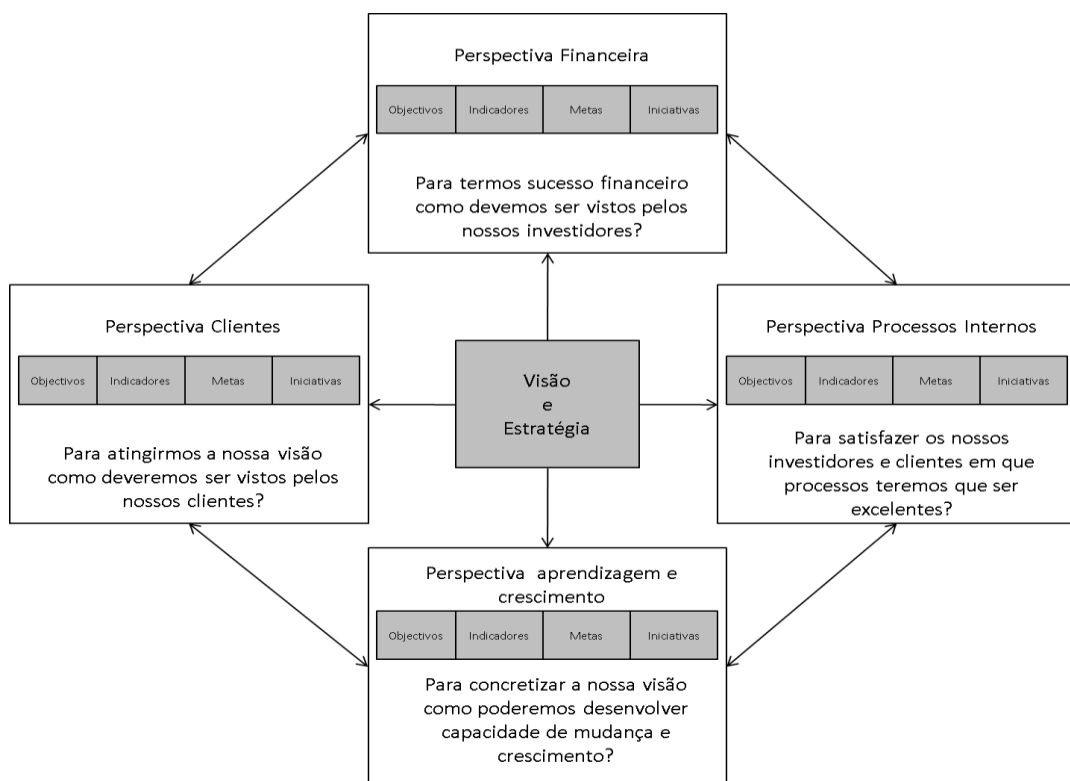 Perspectiva Financeira
Objectivos Indicadores Metas Iniciativas
Para termos sucesso financeiro
como devemos ser vistos pelos
nossos investidores?
Perspectiva Clientes
Objectivos Indicadores Metas Iniciativas
Para atingirmos a nossa visão
como deveremos ser vistos pelos
nossos clientes?
Visão
e
Estratégia
Perspectiva Processos Internos
Objectivos Indicadores Metas Iniciativas
Para satisfazer os nossos
investidores e clientes em que
processos teremos que ser
excelentes?
Perspectiva aprendizagem e
crescimento
Objectivos Indicadores Metas Iniciativas
Para concretizar a nossa visão
como poderemos desenvolver
capacidade de mudança e
crescimento?